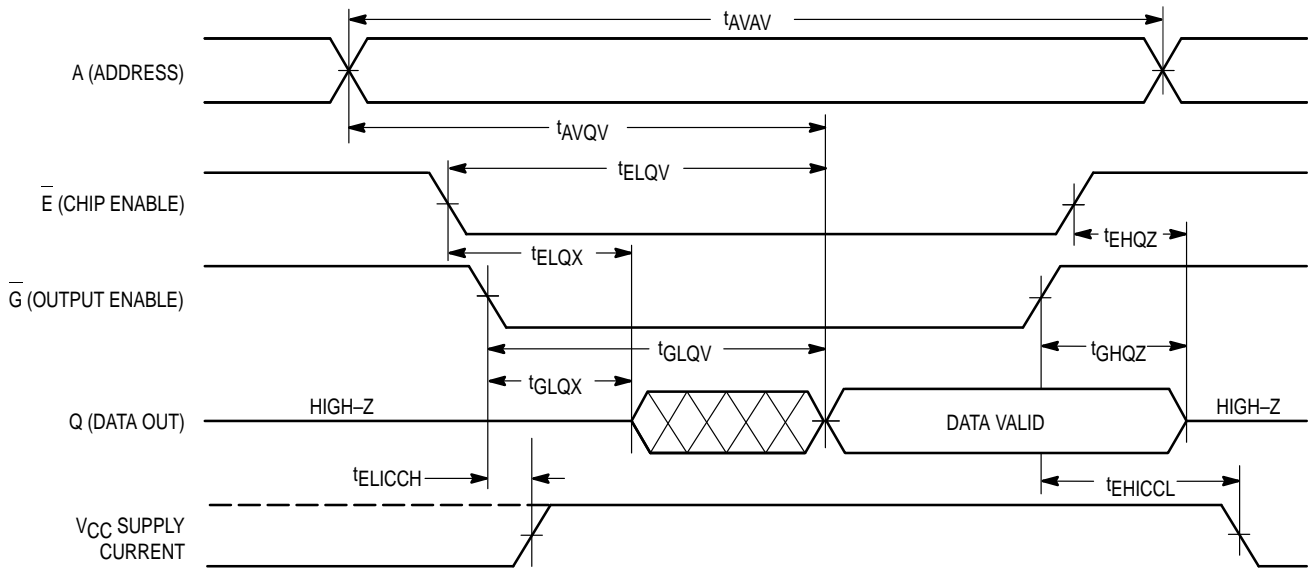 tAVAV
A (ADDRESS)
tAVQV
tELQV
E̅ (CHIP ENABLE)
tEHQZ
tELQX
G̅ (OUTPUT ENABLE)
tGLQV
tGHQZ
tGLQX
HIGH–Z
DATA VALID
HIGH–Z
Q (DATA OUT)
tELICCH
tEHICCL
VCC SUPPLY
CURRENT